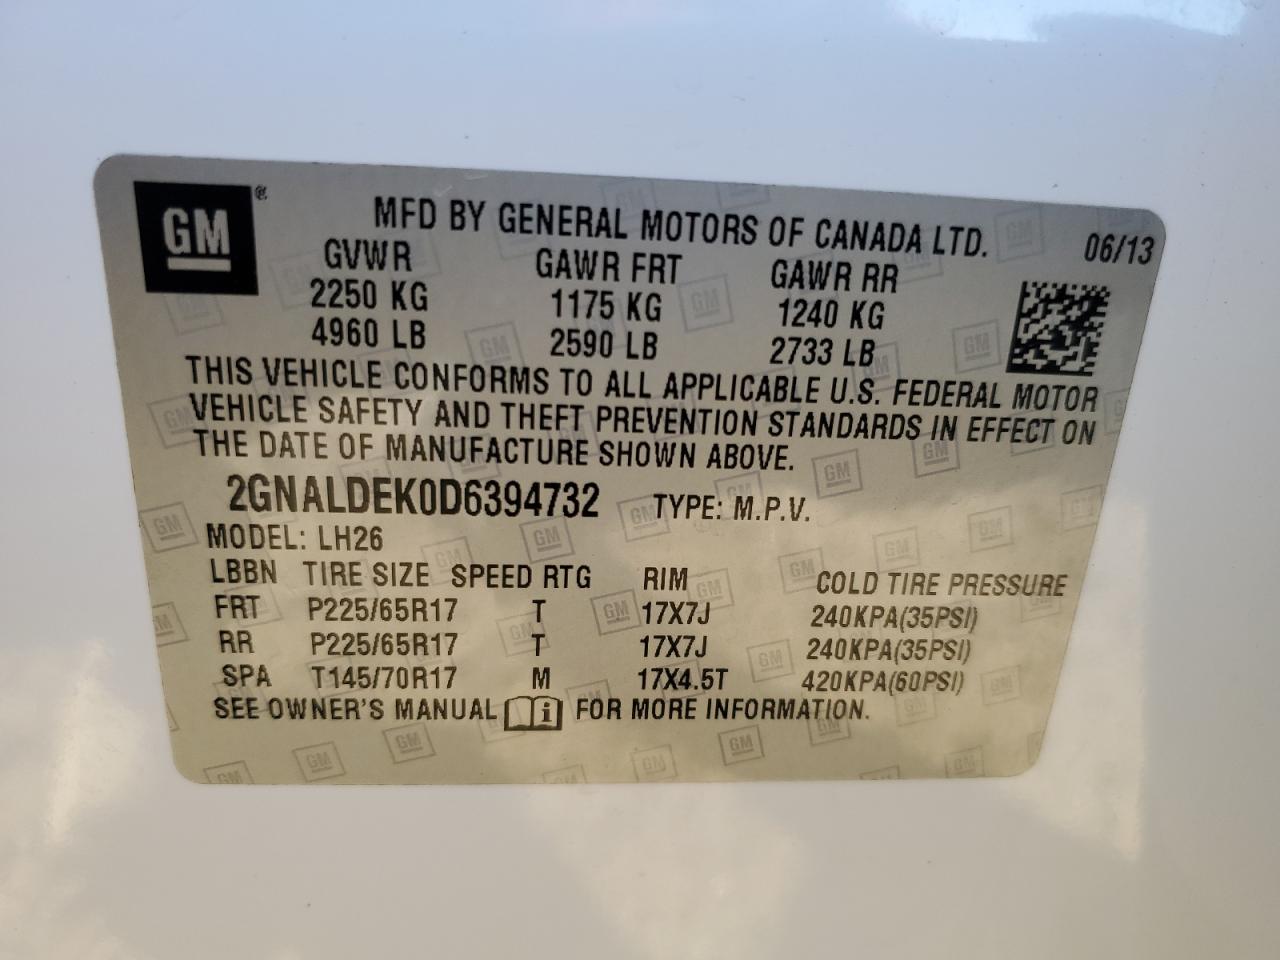 GM®
MFD BY GENERAL MOTORS OF CANADA LTD. 06/13
GVWR GAWR FRT GAWR RR
2250 KG 1175 KG 1240 KG
4960 LB 2590 LB 2733 LB
THIS VEHICLE CONFORMS TO ALL APPLICABLE U.S. FEDERAL MOTOR
VEHICLE SAFETY AND THEFT PREVENTION STANDARDS IN EFFECT ON
THE DATE OF MANUFACTURE SHOWN ABOVE.
2GNALDEK0D6394732 TYPE: M.P.V.
MODEL: LH26
LBBN TIRE SIZE SPEED RTG RIM COLD TIRE PRESSURE
FRT P225/65R17 T 17X7J 240KPA(35PSI)
RR P225/65R17 T 17X7J 240KPA(35PSI)
SPA T145/70R17 M 17X4.5T 420KPA(60PSI)
SEE OWNER'S MANUAL i FOR MORE INFORMATION.